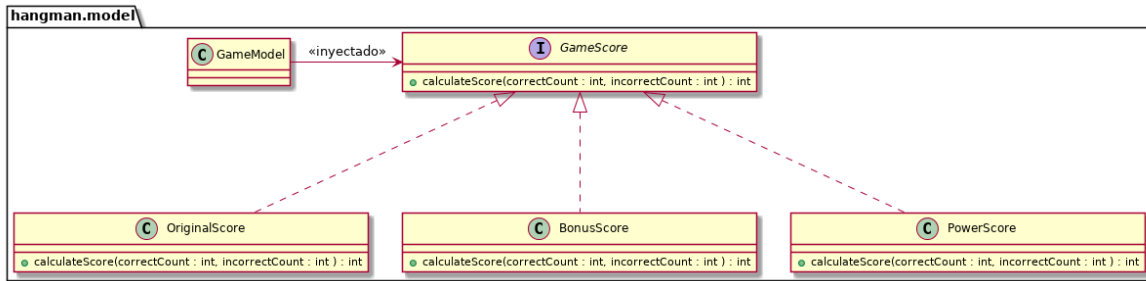 hangman.model
C GameModel
«inyectado»
I GameScore
calculateScore(correctCount : int, incorrectCount : int ) : int
C OriginalScore
calculateScore(correctCount : int, incorrectCount : int ) : int
C BonusScore
calculateScore(correctCount : int, incorrectCount : int ) : int
C PowerScore
calculateScore(correctCount : int, incorrectCount : int ) : int